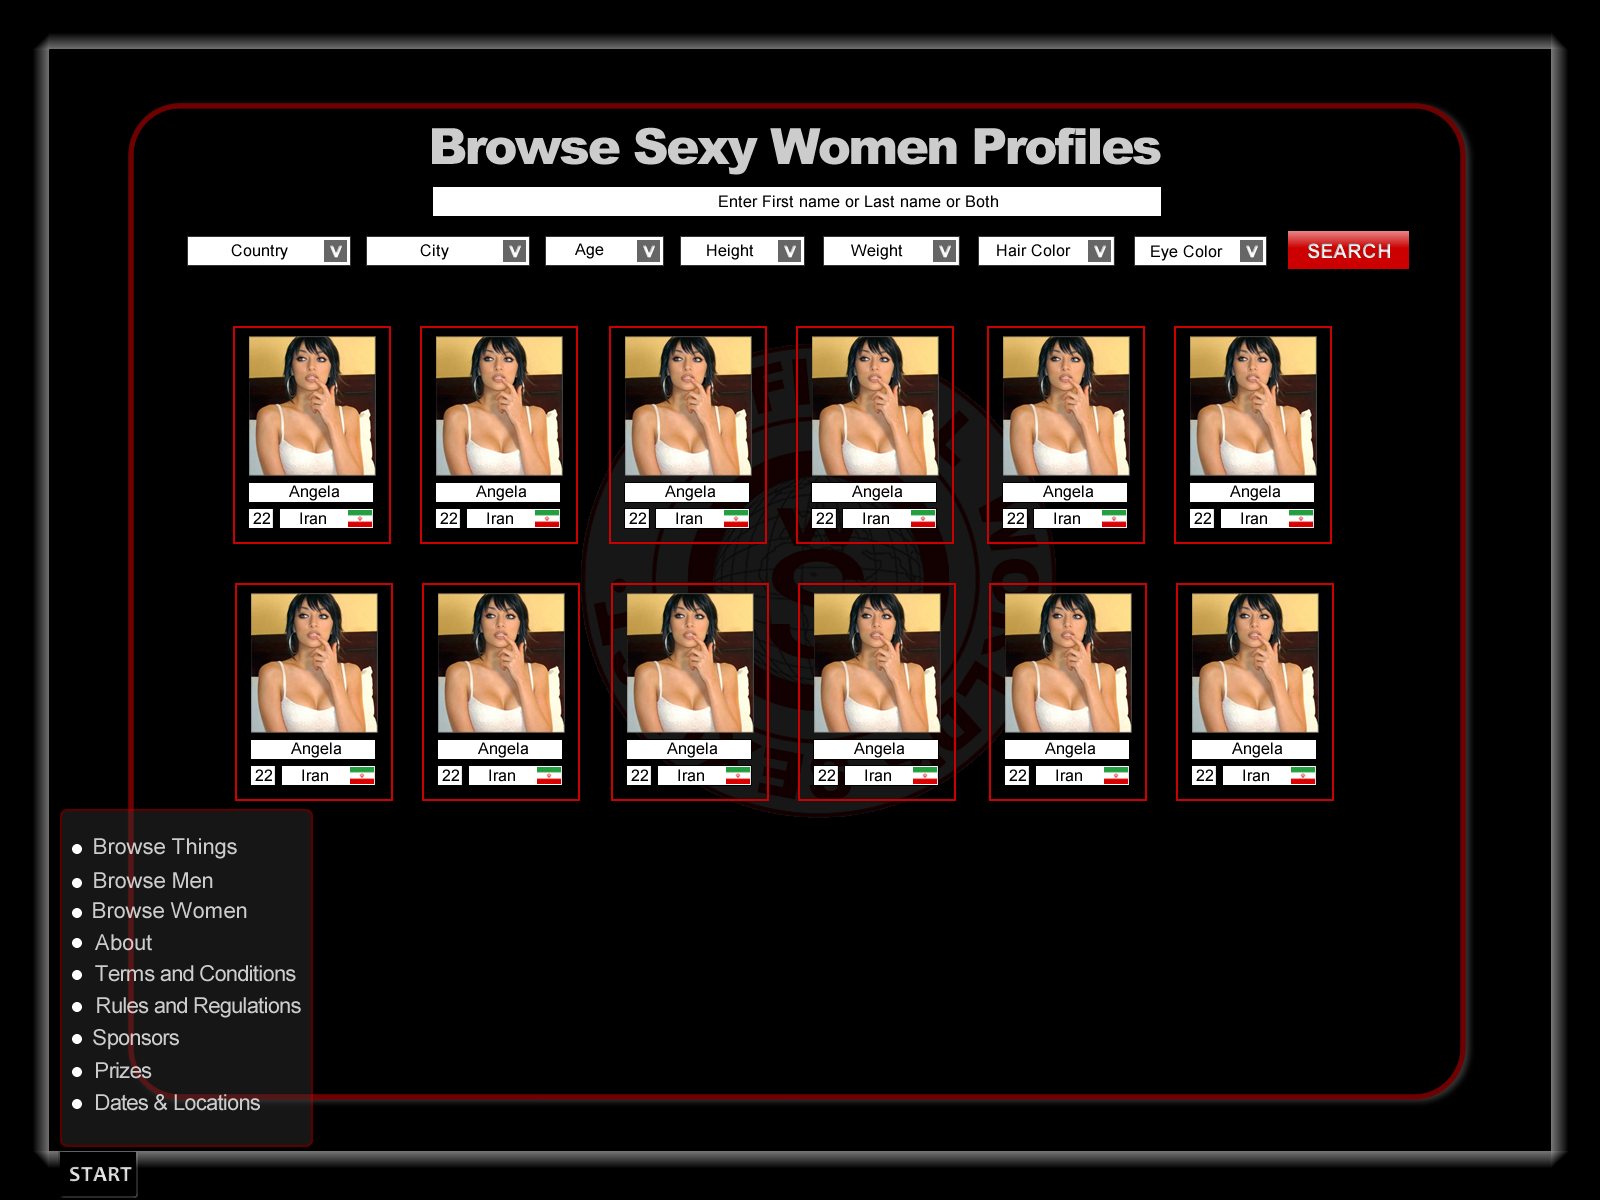 Browse Sexy Women Profiles
Enter First name or Last name or Both
Country V City V Age V Height V Weight V Hair Color V Eye Color V SEARCH
Angela Angela Angela Angela Angela Angela
22 Iran 22 Iran 22 Iran 22 Iran 22 Iran 22 Iran
Angela Angela Angela Angela Angela Angela
22 Iran 22 Iran 22 Iran 22 Iran 22 Iran 22 Iran
Browse Things
Browse Men
Browse Women
About
Terms and Conditions
Rules and Regulations
Sponsors
Prizes
Dates & Locations
START